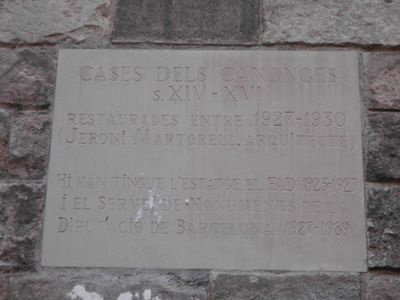 CASES DELS CANONGES
S. XIV - XVI
RESTAURADES ENTRE 1927-1930
(JERONI MARTORELL, ARQUITECTE)
HI HAN TINGUT L'ESTATGE, EL FAD (1925-1927
I EL SERVEI DE MONUMENTS DE LA
DIPUTACIÓ DE BARCELONA (1927-1989)